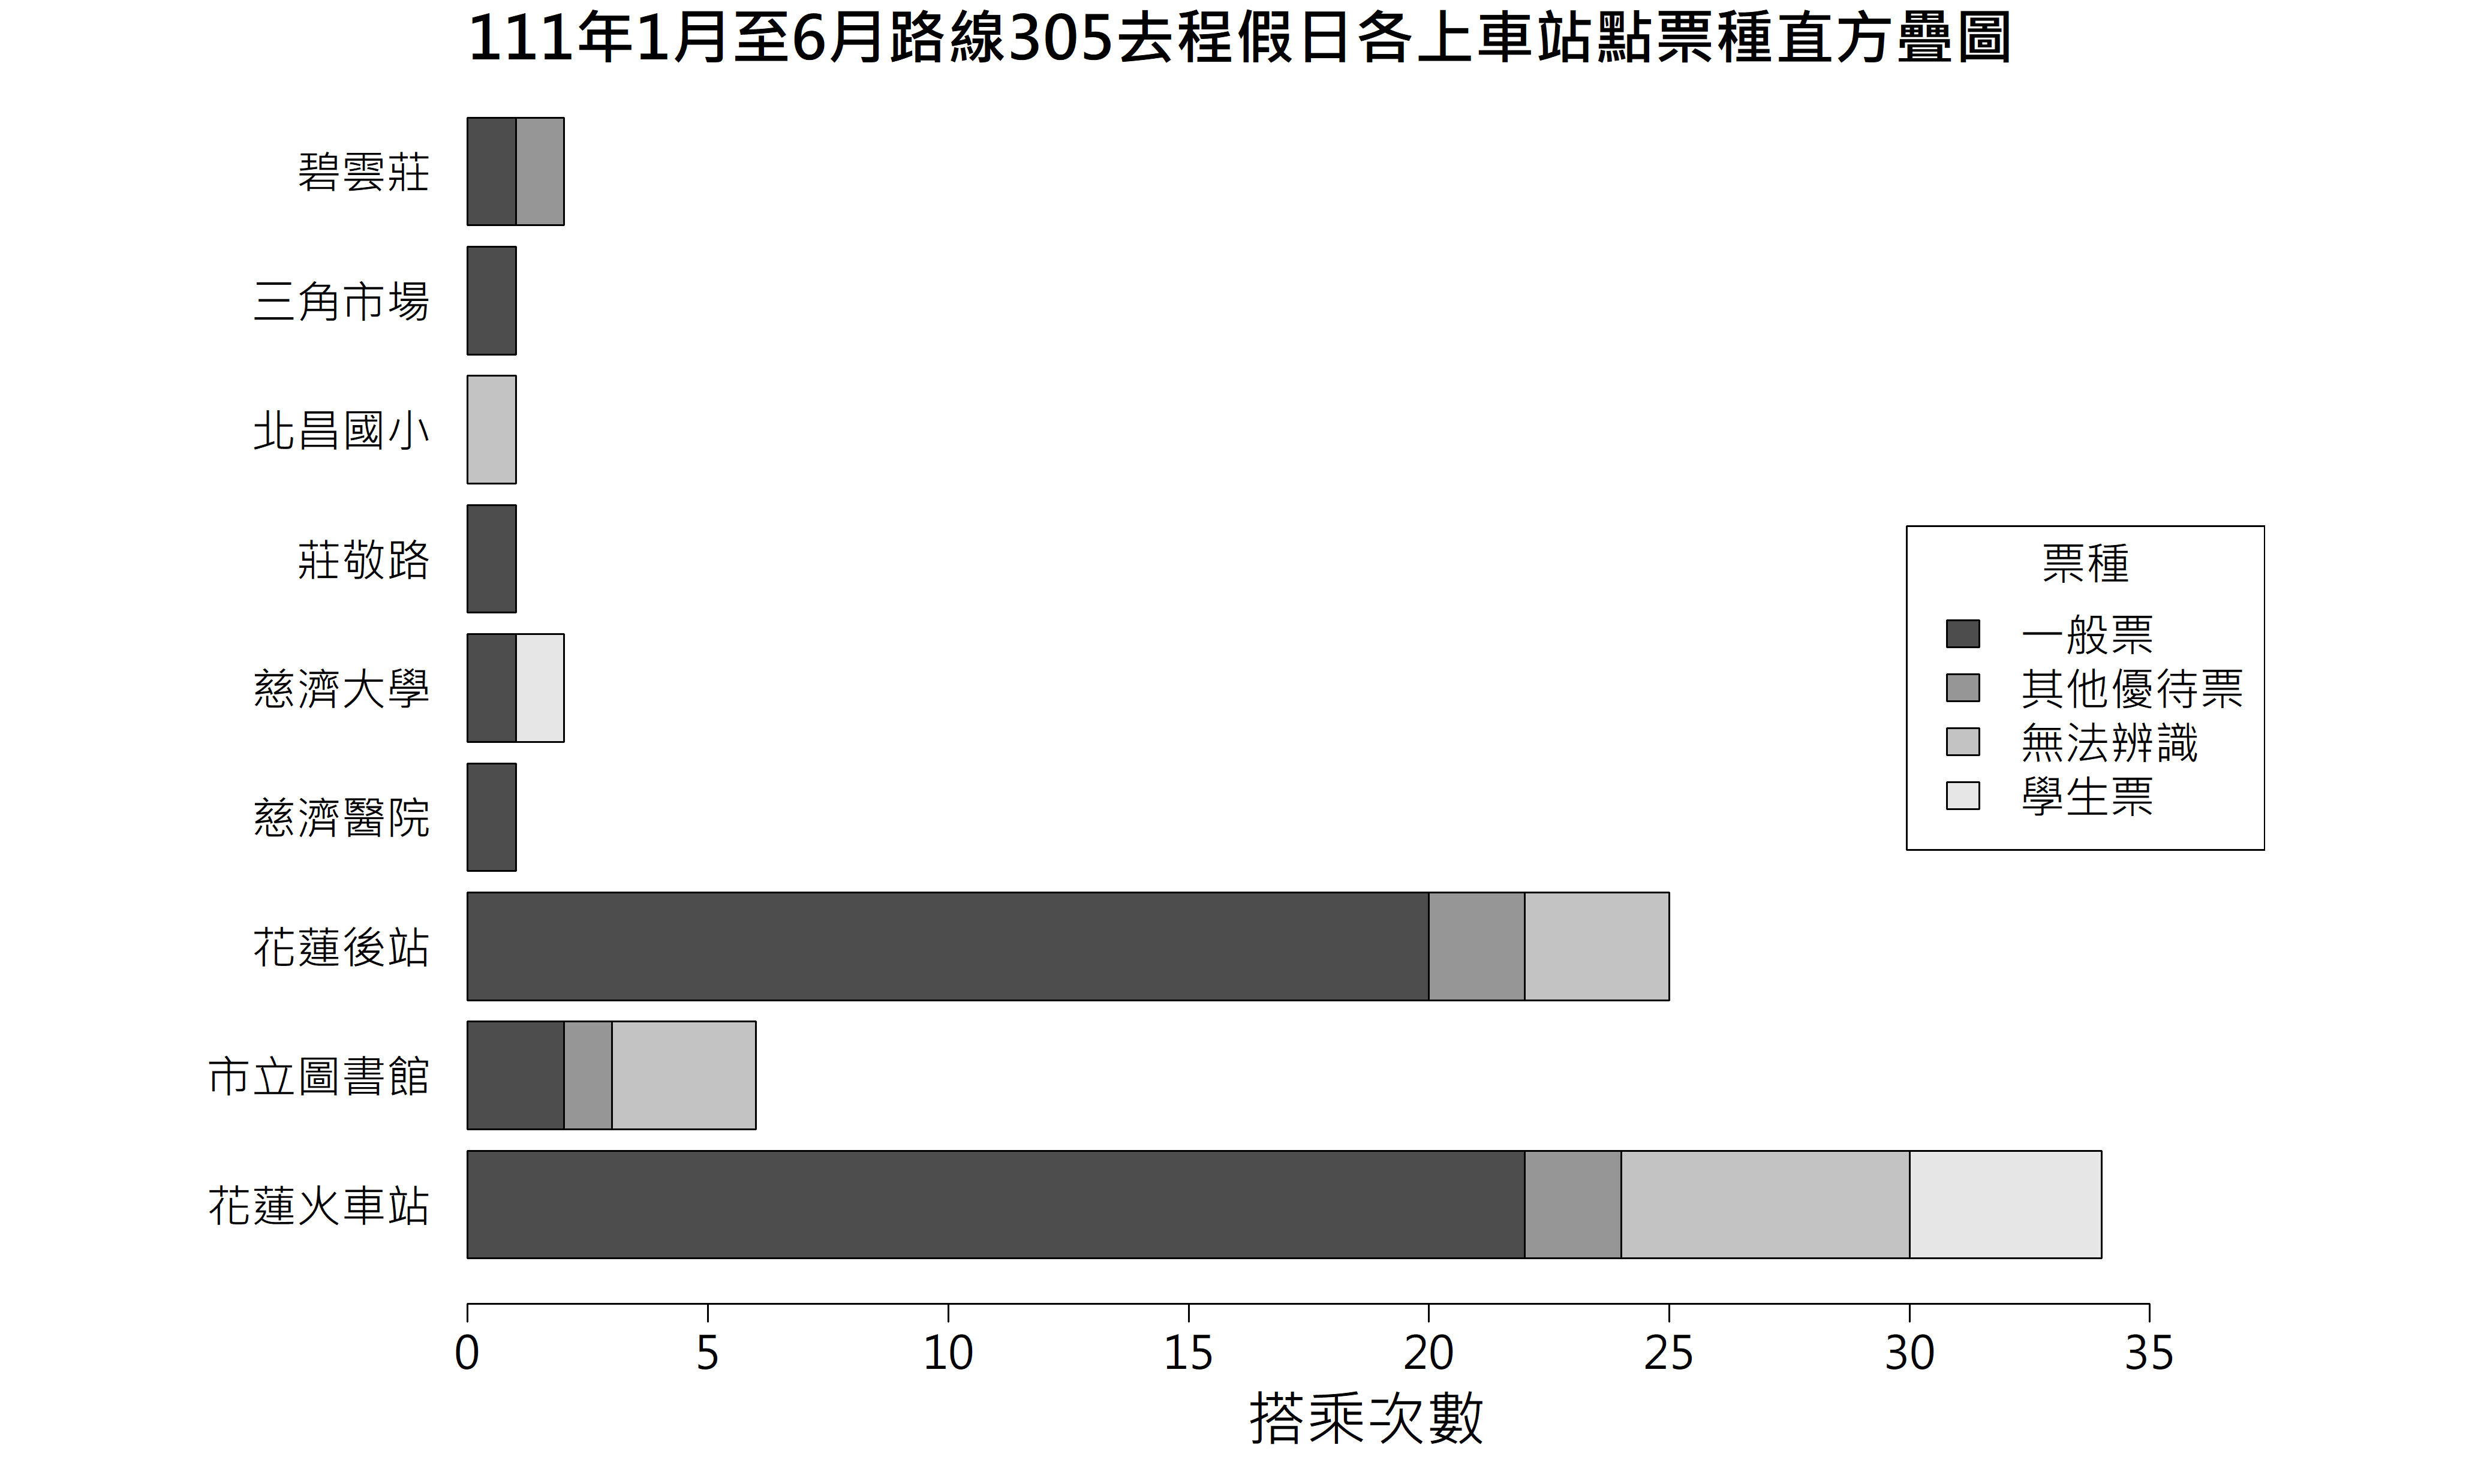 111年1月至6月路線305去程假日各上車站點票種直方疊圖
碧雲莊
三角市場
北昌國小
莊敬路
慈濟大學
慈濟醫院
花蓮後站
市立圖書館
花蓮火車站
票種
一般票
其他優待票
無法辨識
學生票
0 5 10 15 20 25 30 35
搭乘次數